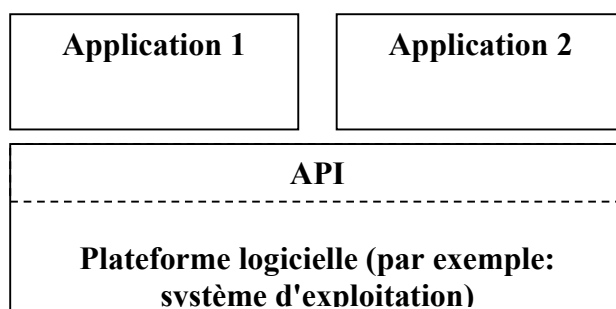 Application 1
Application 2
API
Plateforme logicielle (par exemple:
système d'exploitation)